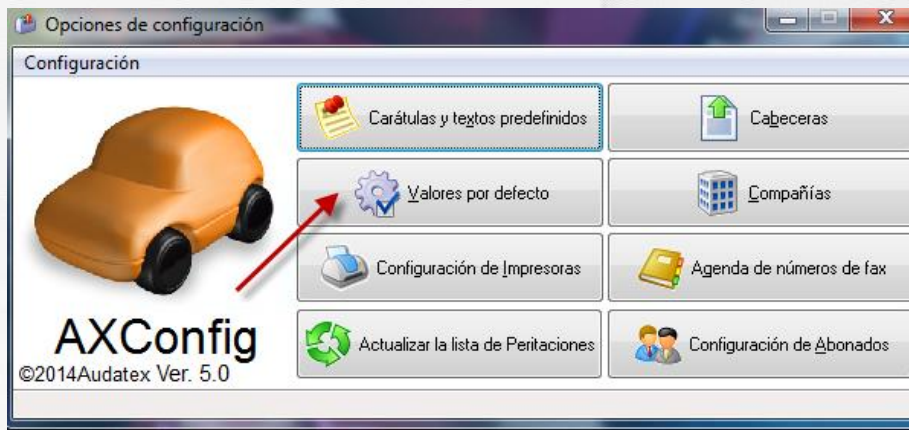 Opciones de configuración
Configuración
Carátulas y textos predefinidos
Cabeceras
Valores por defecto
Compañías
Configuración de Impresoras
Agenda de números de fax
Actualizar la lista de Peritaciones
Configuración de Abonados
AXConfig
©2014Audatex Ver. 5.0